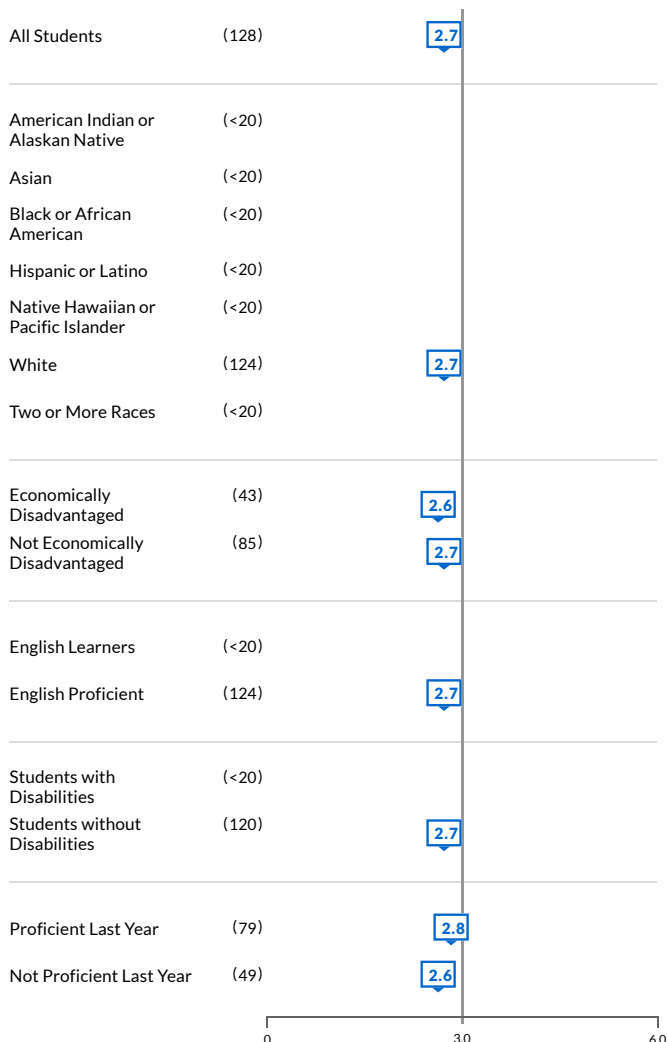 All Students (128) 2.7
American Indian or (<20)
Alaskan Native
Asian (<20)
Black or African (<20)
American
Hispanic or Latino (<20)
Native Hawaiian or (<20)
Pacific Islander
White (124) 2.7
Two or More Races (<20)
Economically (43) 2.6
Disadvantaged
Not Economically (85) 2.7
Disadvantaged
English Learners (<20)
English Proficient (124) 2.7
Students with (<20)
Disabilities
Students without (120) 2.7
Disabilities
Proficient Last Year (79) 2.8
Not Proficient Last Year (49) 2.6
0 3.0 6.0